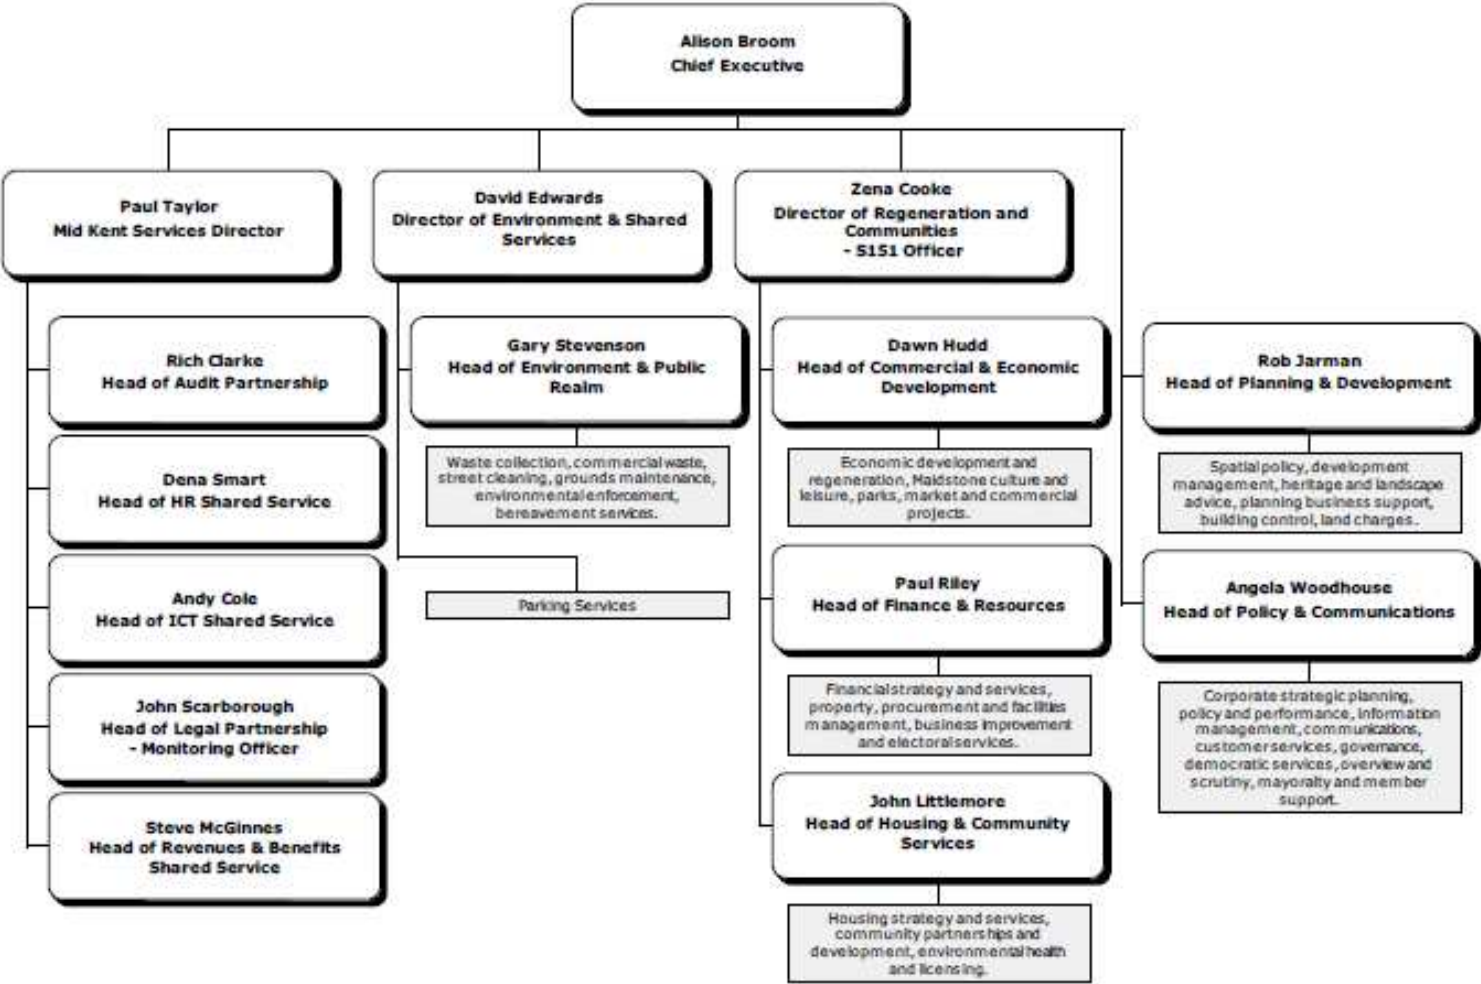 Alison Broom
Chief Executive
Paul Taylor
Mid Kent Services Director
David Edwards
Director of Environment & Shared
Services
Zena Cooke
Director of Regeneration and
Communities
- S151 Officer
Rich Clarke
Head of Audit Partnership
Dena Smart
Head of HR Shared Service
Andy Cole
Head of ICT Shared Service
John Scarborough
Head of Legal Partnership
- Monitoring Officer
Steve McGinnes
Head of Revenues & Benefits
Shared Service
Gary Stevenson
Head of Environment & Public
Realm
Waste collection, commercial waste,
street cleaning, grounds maintenance,
environmental enforcement,
bereavement services.
Parking Services
Dawn Hudd
Head of Commercial & Economic
Development
Economic development and
regeneration, Maidstone culture and
leisure, parks, market and commercial
projects.
Paul Riley
Head of Finance & Resources
Financial strategy and services,
property, procurement and facilities
management, business improvement
and electoral services.
John Littlemore
Head of Housing & Community
Services
Housing strategy and services,
community partnerships and
development, environmental health
and licensing.
Rob Jarman
Head of Planning & Development
Spatial policy, development
management, heritage and landscape
advice, planning business support,
building control, land charges.
Angela Woodhouse
Head of Policy & Communications
Corporate strategic planning,
policy and performance, information
management, communications,
customer services, governance,
democratic services, overview and
scrutiny, mayoralty and member
support.